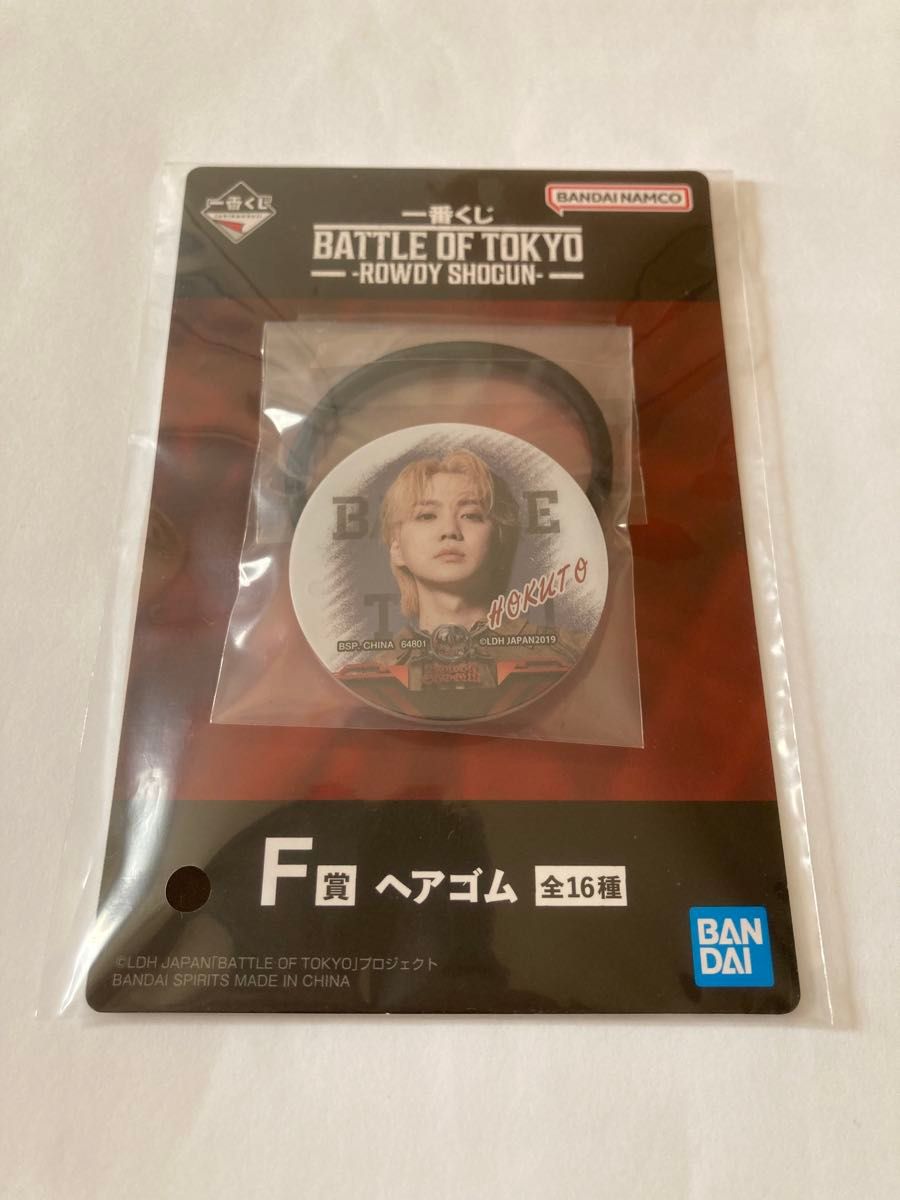 一番くじ
BANDAI NAMCO
一番くじ
BATTLE OF TOKYO
-ROWDY SHOGUN-
HOKUTO
BSP, CHINA 64801 ©LDH JAPAN2019
F賞 ヘアゴム 全16種
BAN
DAI
©LDH JAPAN「BATTLE OF TOKYO」プロジェクト
BANDAI SPIRITS MADE IN CHINA